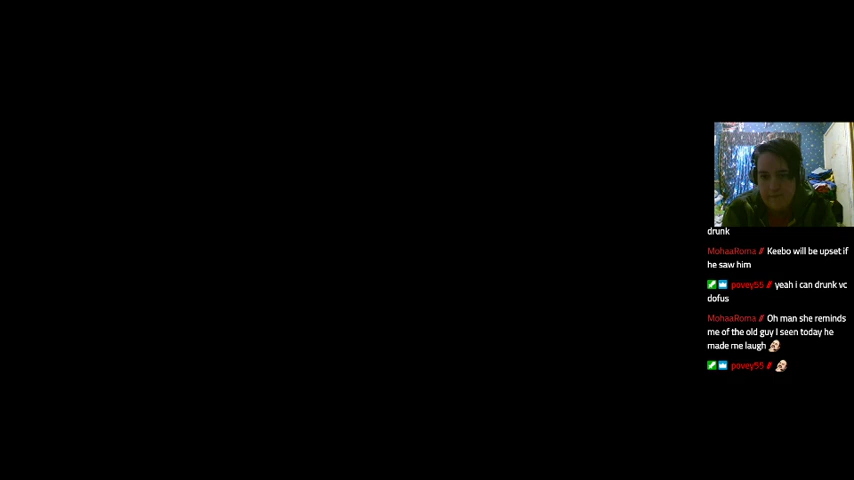 drunk
MohaaRoma // Keebo will be upset if
he saw him
povey55 // yeah i can drunk vc
dofus
MohaaRoma // Oh man she reminds
me of the old guy I seen today he
made me laugh
povey55 //